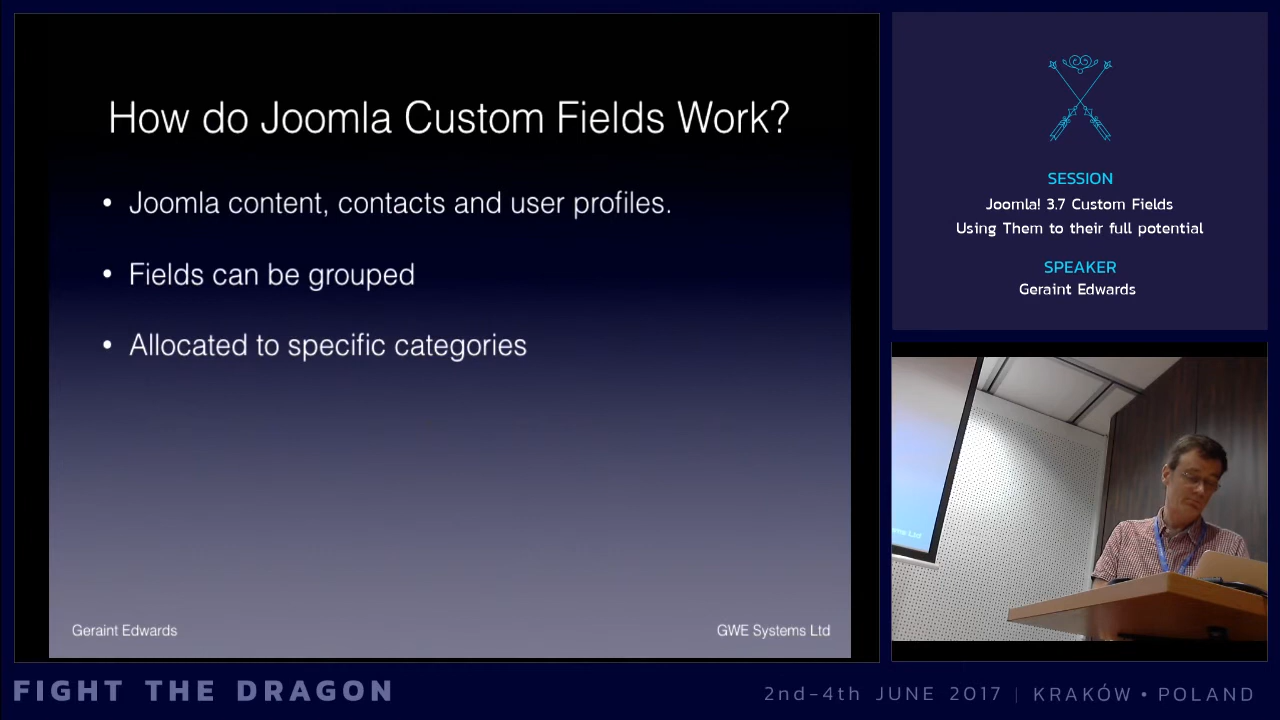 How do Joomla Custom Fields Work?
• Joomla content, contacts and user profiles.
• Fields can be grouped
• Allocated to specific categories
Geraint Edwards
GWE Systems Ltd
SESSION
Joomla! 3.7 Custom Fields
Using Them to their full potential
SPEAKER
Geraint Edwards
FIGHT THE DRAGON
2nd-4th JUNE 2017 | KRAKÓW • POLAND